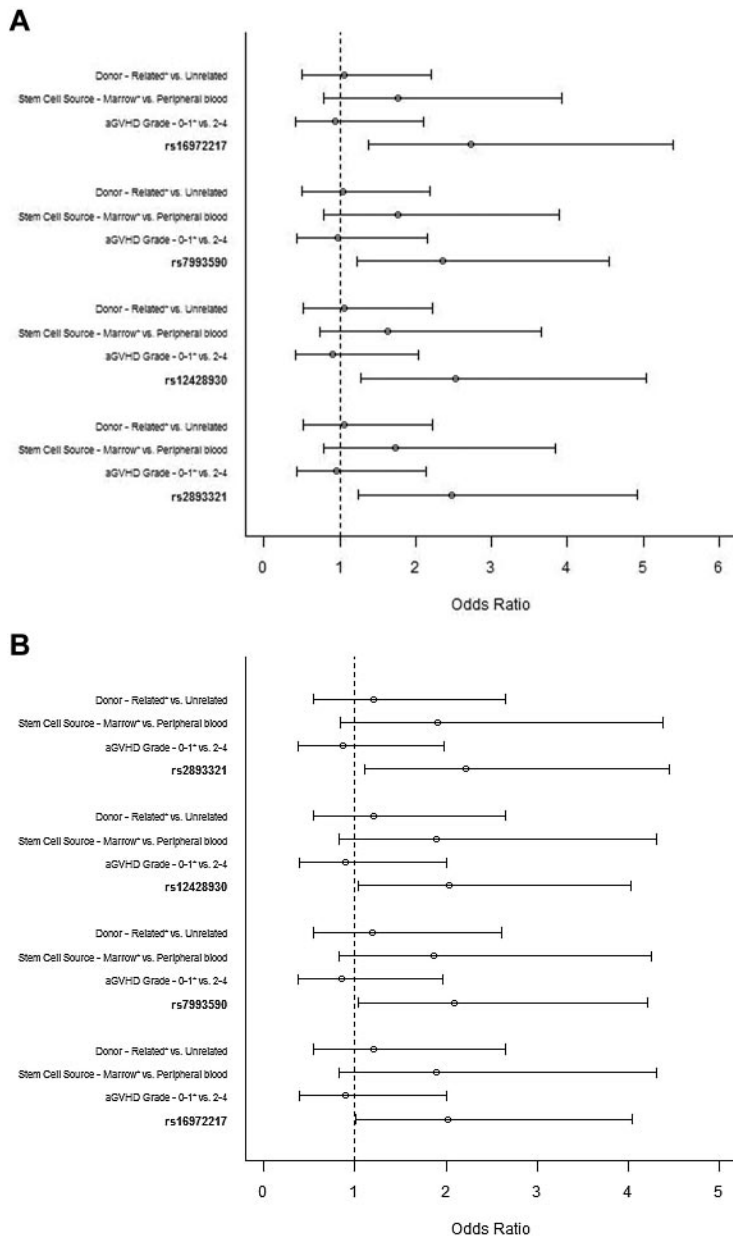 A
Donor – Related* vs. Unrelated
Stem Cell Source – Marrow* vs. Peripheral blood
aGVHD Grade – 0-1* vs. 2-4
rs16972217
Donor – Related* vs. Unrelated
Stem Cell Source – Marrow* vs. Peripheral blood
aGVHD Grade – 0-1* vs. 2-4
rs7993590
Donor – Related* vs. Unrelated
Stem Cell Source – Marrow* vs. Peripheral blood
aGVHD Grade – 0-1* vs. 2-4
rs12428930
Donor – Related* vs. Unrelated
Stem Cell Source – Marrow* vs. Peripheral blood
aGVHD Grade – 0-1* vs. 2-4
rs2893321
0 1 2 3 4 5 6
Odds Ratio
B
Donor – Related* vs. Unrelated
Stem Cell Source – Marrow* vs. Peripheral blood
aGVHD Grade – 0-1* vs. 2-4
rs2893321
Donor – Related* vs. Unrelated
Stem Cell Source – Marrow* vs. Peripheral blood
aGVHD Grade – 0-1* vs. 2-4
rs12428930
Donor – Related* vs. Unrelated
Stem Cell Source – Marrow* vs. Peripheral blood
aGVHD Grade – 0-1* vs. 2-4
rs7993590
Donor – Related* vs. Unrelated
Stem Cell Source – Marrow* vs. Peripheral blood
aGVHD Grade – 0-1* vs. 2-4
rs16972217
0 1 2 3 4 5
Odds Ratio